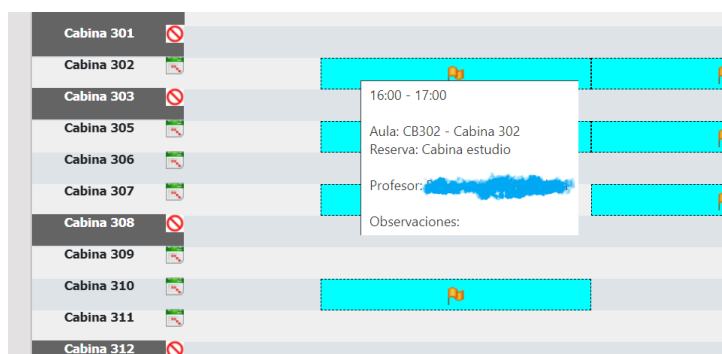 Cabina 301
Cabina 302
Cabina 303
Cabina 305
Cabina 306
Cabina 307
Cabina 308
Cabina 309
Cabina 310
Cabina 311
Cabina 312
16:00 - 17:00
Aula: CB302 - Cabina 302
Reserva: Cabina estudio
Profesor:
Observaciones: